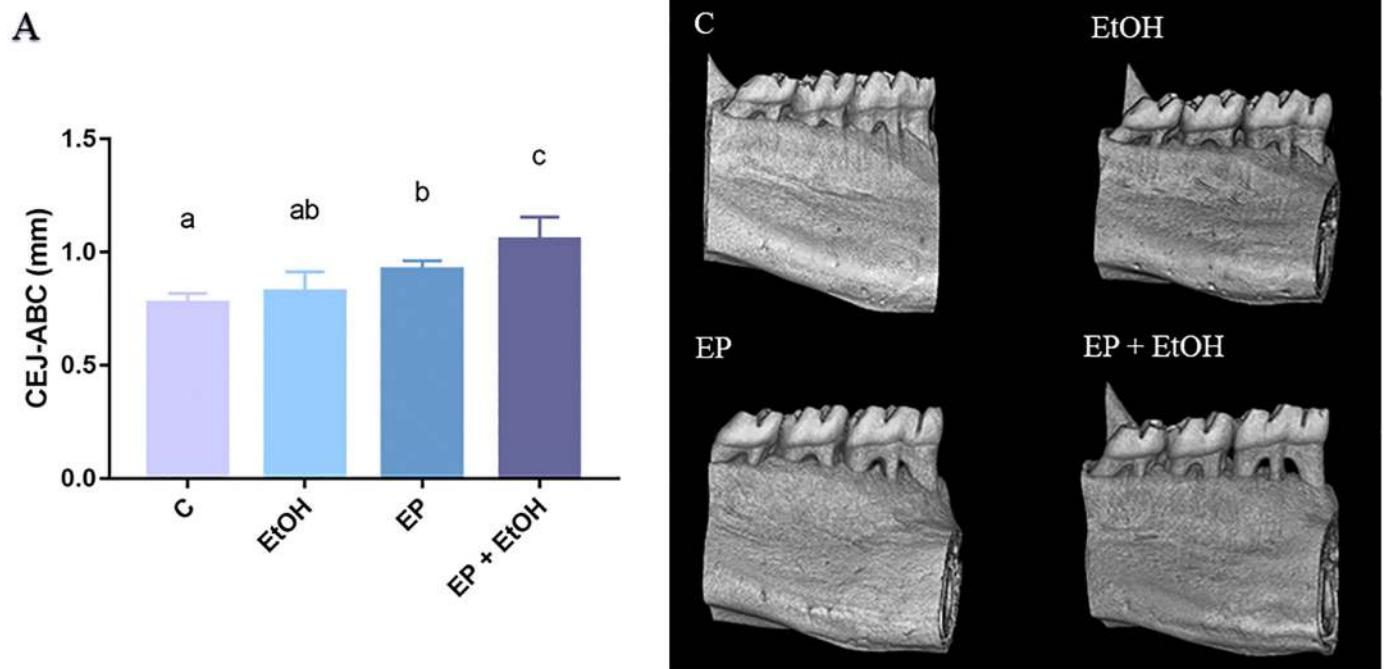 A
1.5
1.0
0.5
0.0
CEJ-ABC (mm)
a
ab
b
c
C
EtOH
EP
EP + EtOH
C
EtOH
EP
EP + EtOH